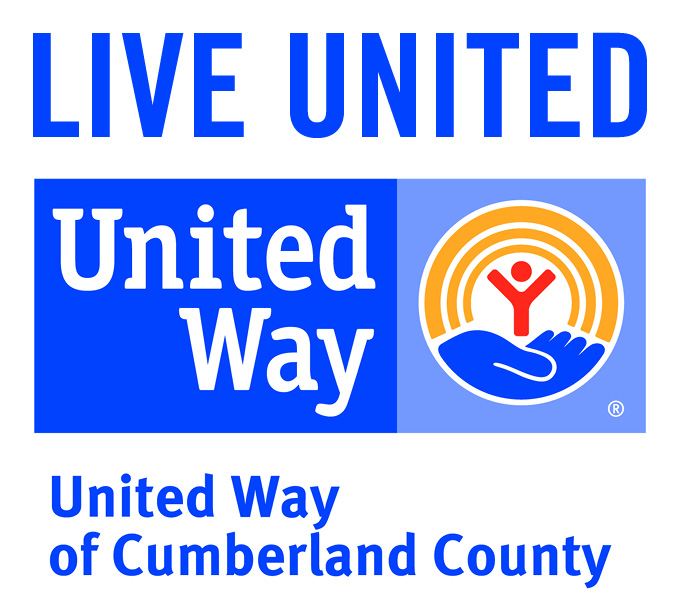 LIVE UNITED
United
Way
®
United Way
of Cumberland County